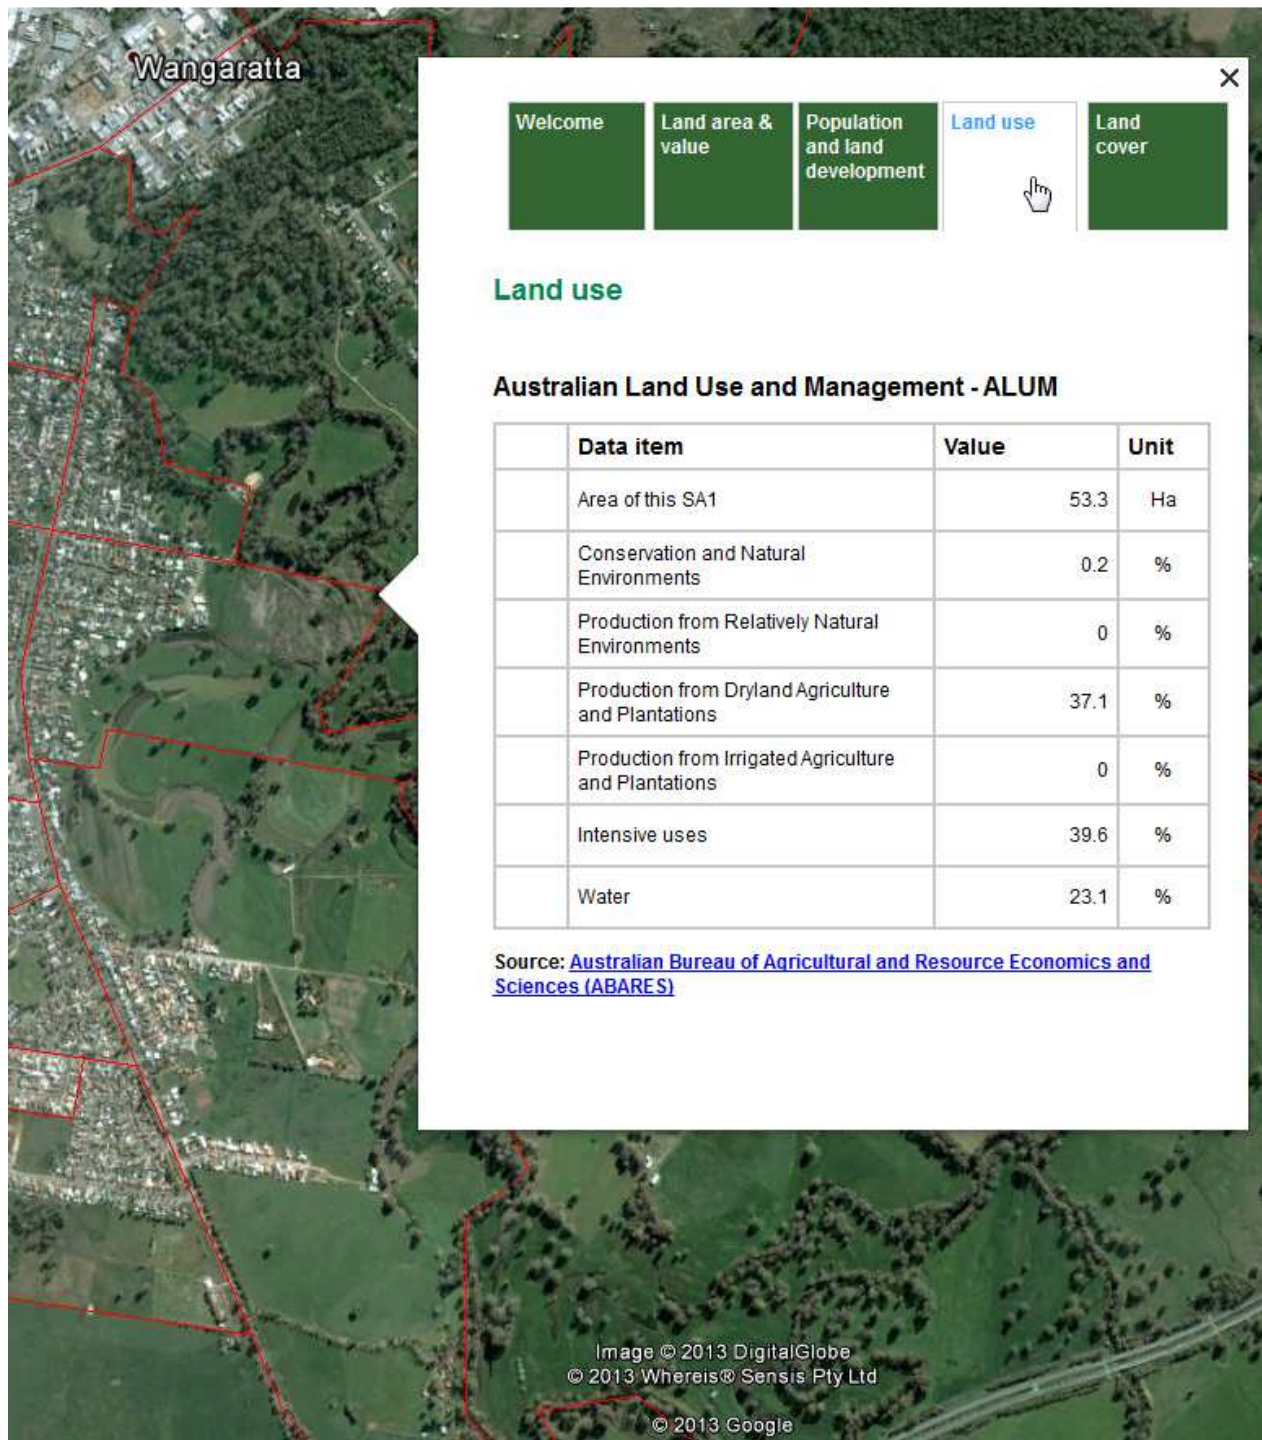 Wangaratta
Welcome
Land area &
value
Population
and land
development
Land use
Land
cover
Land use
Australian Land Use and Management - ALUM
Data item Value Unit
Area of this SA1 53.3 Ha
Conservation and Natural
Environments 0.2 %
Production from Relatively Natural
Environments 0 %
Production from Dryland Agriculture
and Plantations 37.1 %
Production from Irrigated Agriculture
and Plantations 0 %
Intensive uses 39.6 %
Water 23.1 %
Source: Australian Bureau of Agricultural and Resource Economics and
Sciences (ABARES)
Image © 2013 DigitalGlobe
© 2013 Whereis® Sensis Pty Ltd
© 2013 Google